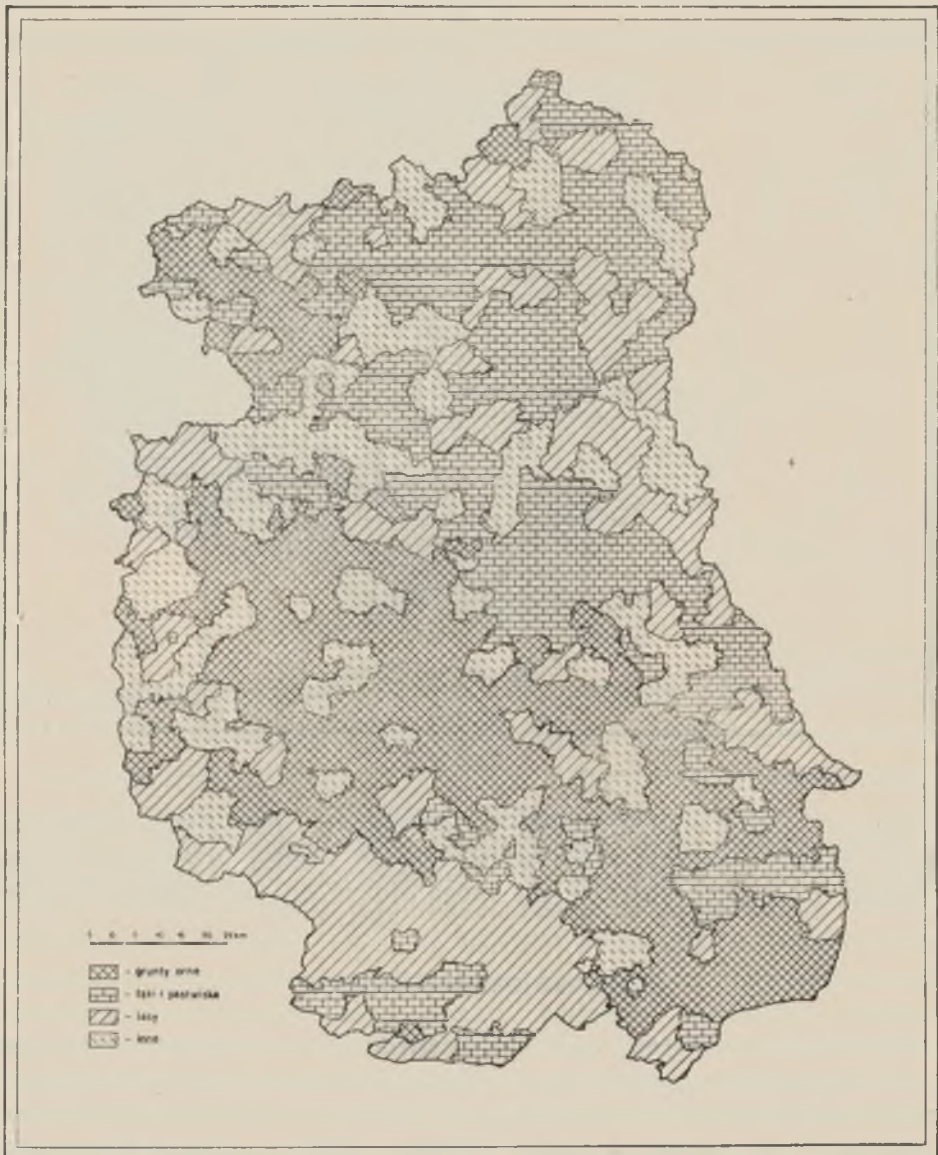 - grunty orne
- łąki i pastwiska
- lasy
- inne